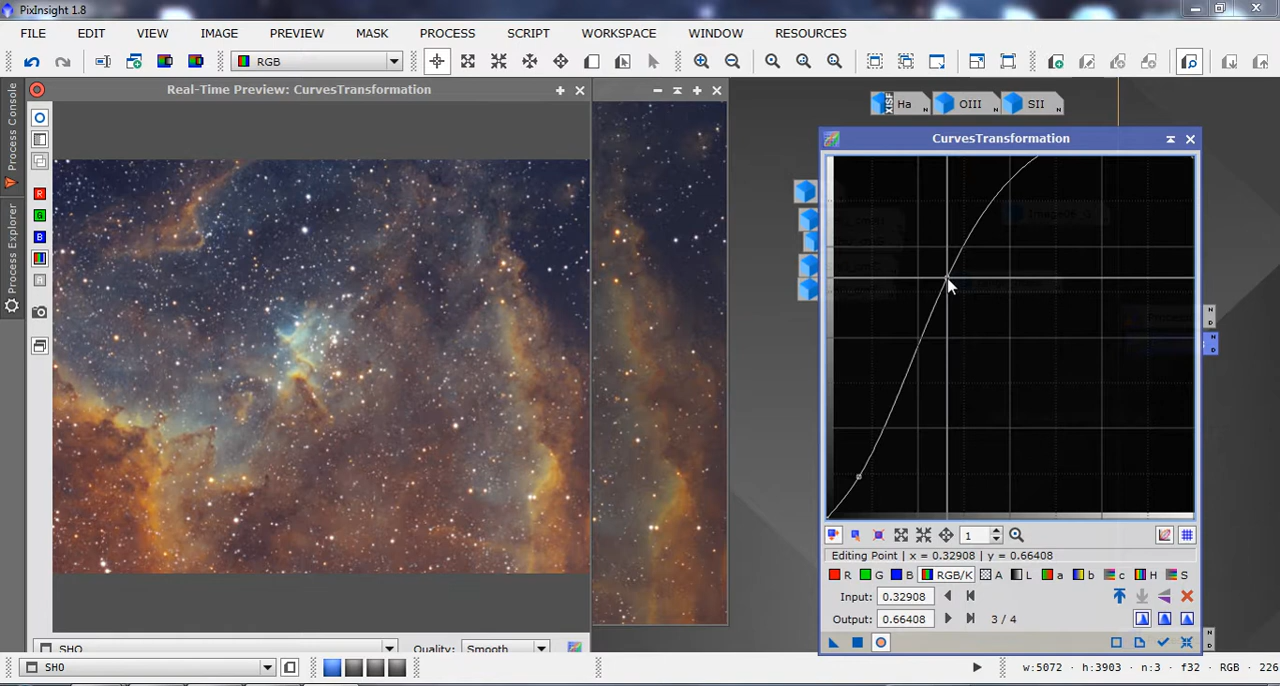 PixInsight 1.8
FILE EDIT VIEW IMAGE PREVIEW MASK PROCESS SCRIPT WORKSPACE WINDOW RESOURCES
RGB
Process Console
Process Explorer
Real-Time Preview: CurvesTransformation
R
G
B
Ha N
OIII N
SII N
XISF
CurvesTransformation
1
Editing Point | x = 0.32908 | y = 0.66408
R G B RGB/K A L a b c H S
Input: 0.32908
Output: 0.66408 3 / 4
N
D
N
D
N
D
SHO Quality: Smooth
SHO
w:5072 · h:3903 · n:3 · f32 · RGB · 226